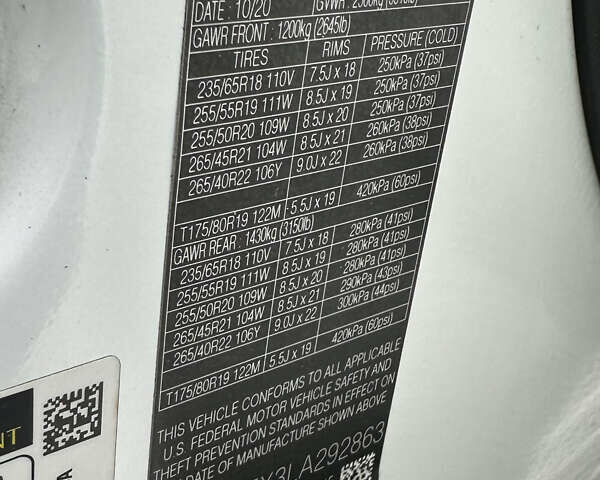 DATE: 10/20
GAWR FRONT : 1200kg (2645lb)
TIRES RIMS PRESSURE (COLD)
235/65R18 110V 7.5J x 18 250kPa (37psi)
255/55R19 111W 8.5J x 19 250kPa (37psi)
255/50R20 109W 8.5J x 20 250kPa (37psi)
265/45R21 104W 8.5J x 21 260kPa (38psi)
265/40R22 106Y 9.0J x 22 260kPa (38psi)
T175/80R19 122M 5.5J x 19 420kPa (60psi)
GAWR REAR : 1430kg (3150lb)
235/65R18 110V 7.5J x 18 280kPa (41psi)
255/55R19 111W 8.5J x 19 280kPa (41psi)
255/50R20 109W 8.5J x 20 280kPa (41psi)
265/45R21 104W 8.5J x 21 290kPa (43psi)
265/40R22 106Y 9.0J x 22 300kPa (44psi)
T175/80R19 122M 5.5J x 19 420kPa (60psi)
THIS VEHICLE CONFORMS TO ALL APPLICABLE
U.S. FEDERAL MOTOR VEHICLE SAFETY AND
THEFT PREVENTION STANDARDS IN EFFECT ON
DATE OF MANUFACTURE SHOWN ABOVE
3LA292863
NT